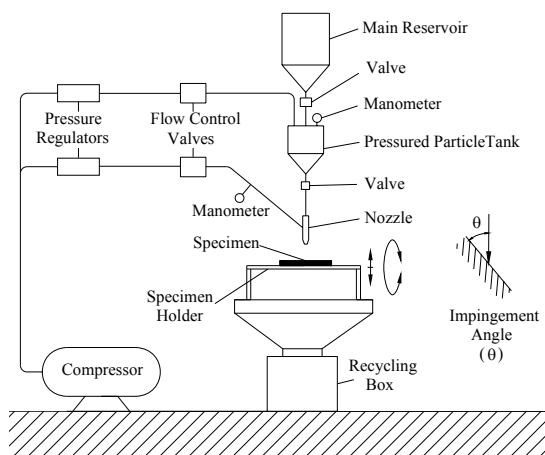 Main Reservoir
Valve
Manometer
Pressure
Regulators
Flow Control
Valves
Pressured ParticleTank
Valve
Manometer
Nozzle
θ
Specimen
Specimen
Holder
Impingement
Angle
(θ)
Compressor
Recycling
Box